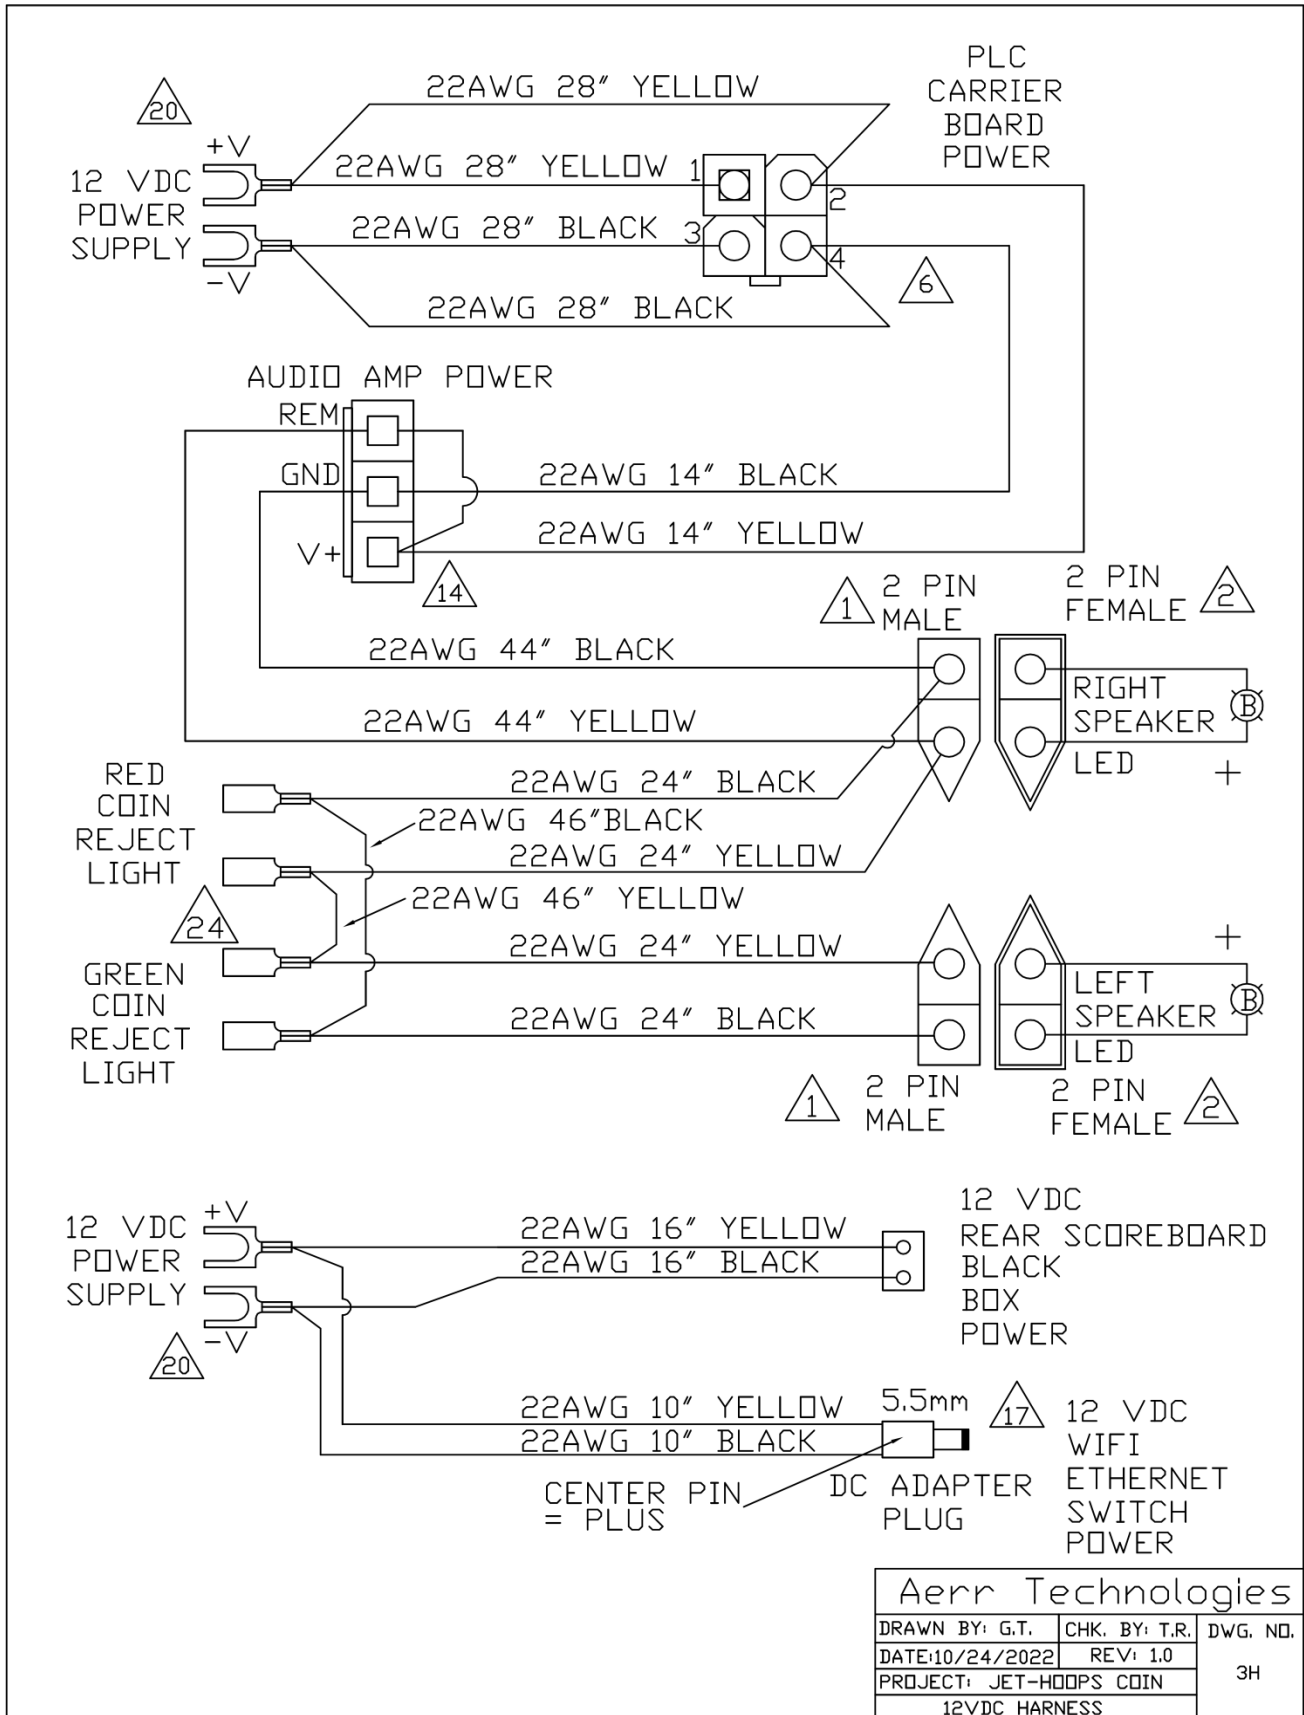 22AWG 28″ YELLOW
PLC
CARRIER
BOARD
POWER
20
+V
12 VDC
POWER
SUPPLY
-V
22AWG 28″ YELLOW
1
2
22AWG 28″ BLACK
3
4
6
22AWG 28″ BLACK
AUDIO AMP POWER
REM
GND
V+
22AWG 14″ BLACK
22AWG 14″ YELLOW
14
1
2 PIN
MALE
2 PIN
FEMALE
2
22AWG 44″ BLACK
22AWG 44″ YELLOW
RIGHT
SPEAKER
LED
B
+
RED
COIN
REJECT
LIGHT
22AWG 24″ BLACK
22AWG 46″BLACK
22AWG 24″ YELLOW
22AWG 46″ YELLOW
24
22AWG 24″ YELLOW
GREEN
COIN
REJECT
LIGHT
22AWG 24″ BLACK
+
LEFT
SPEAKER
LED
B
1
2 PIN
MALE
2 PIN
FEMALE
2
+V
12 VDC
POWER
SUPPLY
-V
20
22AWG 16″ YELLOW
22AWG 16″ BLACK
12 VDC
REAR SCOREBOARD
BLACK
BOX
POWER
22AWG 10″ YELLOW
22AWG 10″ BLACK
5.5mm
17
12 VDC
WIFI
ETHERNET
SWITCH
POWER
CENTER PIN
= PLUS
DC ADAPTER
PLUG
Aerr Technologies
DRAWN BY: G.T.
CHK. BY: T.R.
DWG. NO.
DATE:10/24/2022
REV: 1.0
3H
PROJECT: JET-HOOPS COIN
12VDC HARNESS